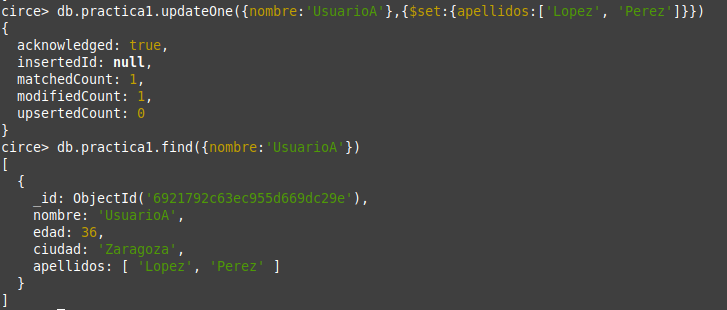 circe> db.practica1.updateOne({nombre:'UsuarioA'},{$set:{apellidos:['Lopez', 'Perez']}})
{
  acknowledged: true,
  insertedId: null,
  matchedCount: 1,
  modifiedCount: 1,
  upsertedCount: 0
}
circe> db.practica1.find({nombre:'UsuarioA'})
[
  {
    _id: ObjectId('6921792c63ec955d669dc29e'),
    nombre: 'UsuarioA',
    edad: 36,
    ciudad: 'Zaragoza',
    apellidos: [ 'Lopez', 'Perez' ]
  }
]